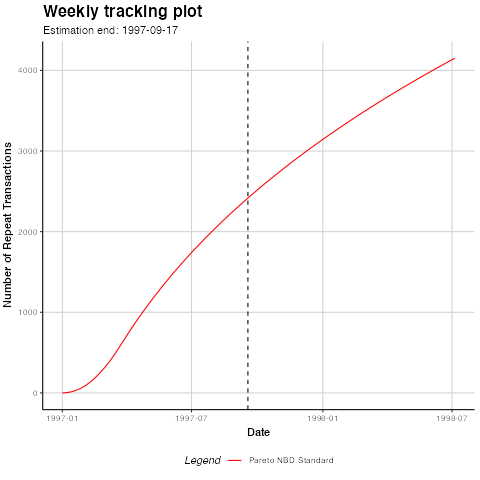 Weekly tracking plot
Estimation end: 1997-09-17
Number of Repeat Transactions
4000
3000
2000
1000
0
1997-01
1997-07
1998-01
1998-07
Date
Legend
Pareto NBD Standard